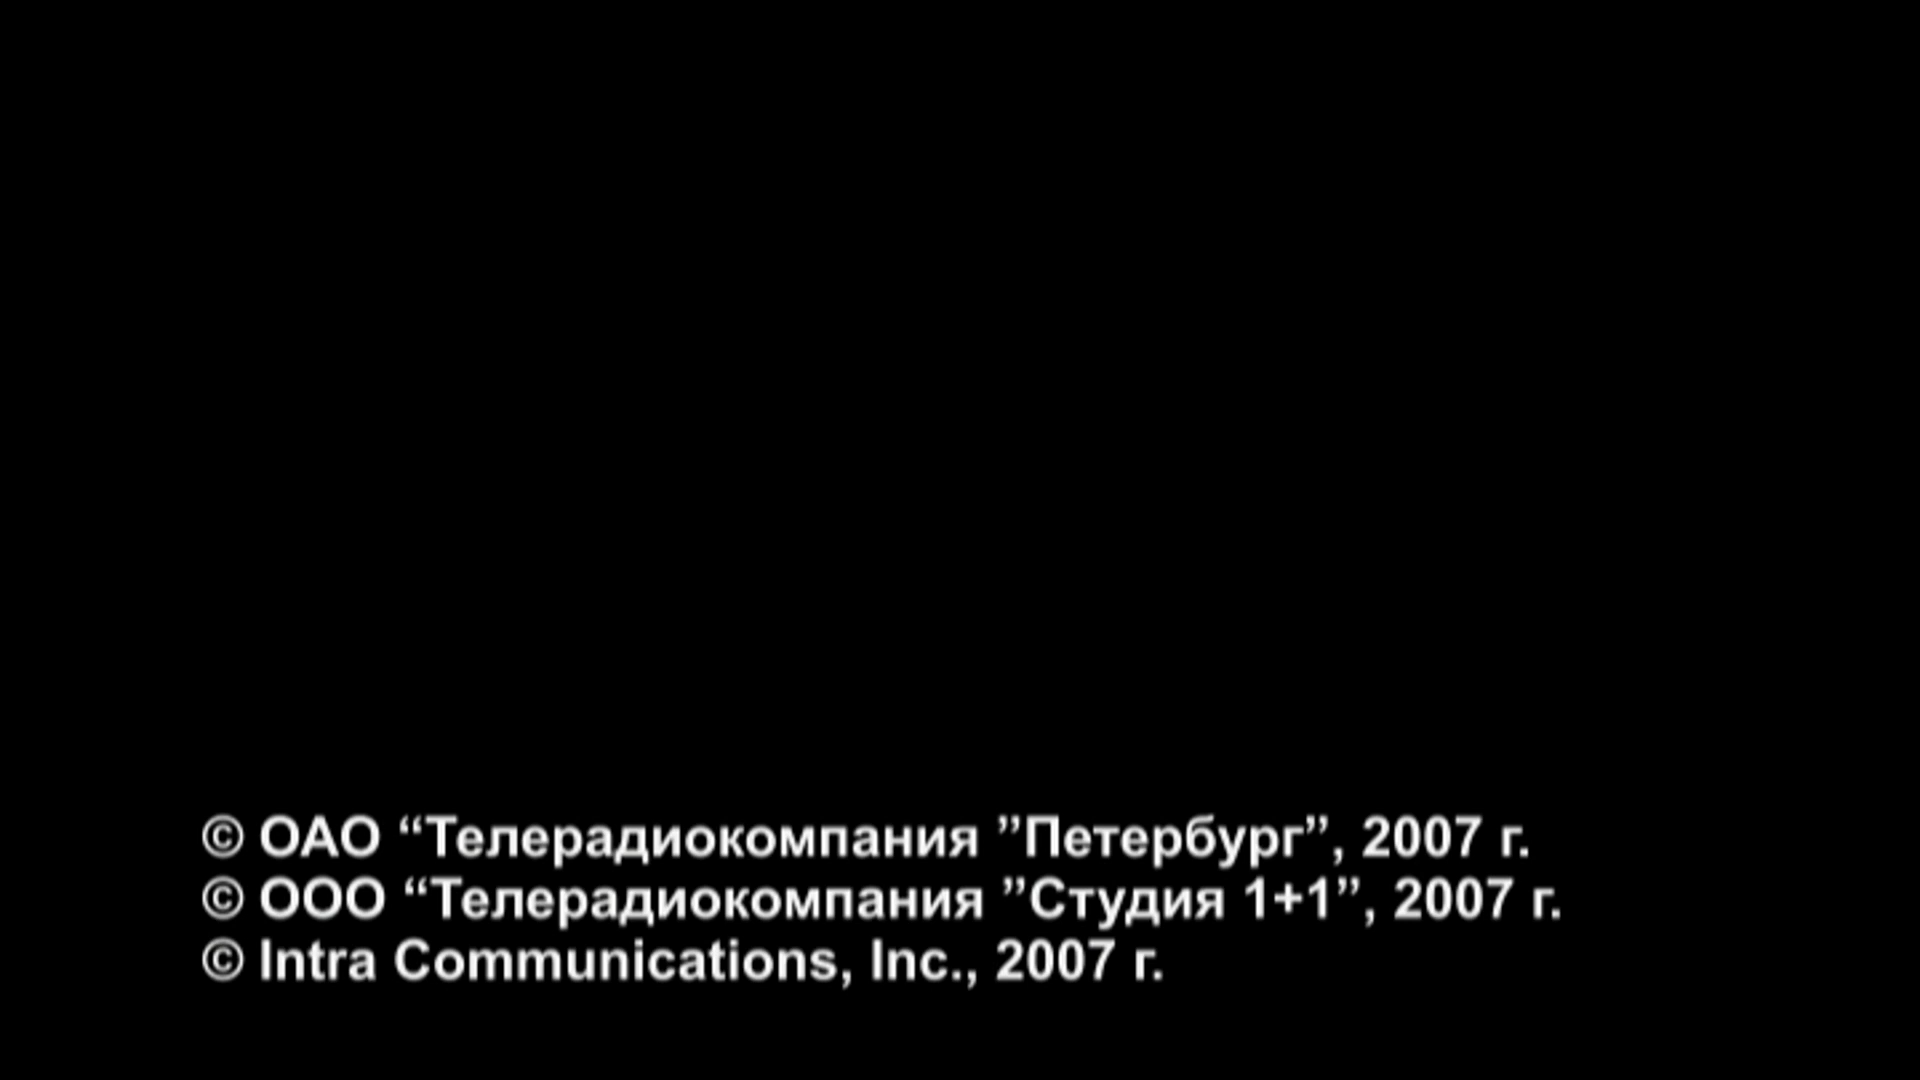 © ОАО “Телерадиокомпания ”Петербург”, 2007 г.
© ООО “Телерадиокомпания ”Студия 1+1”, 2007 г.
© Intra Communications, Inc., 2007 г.